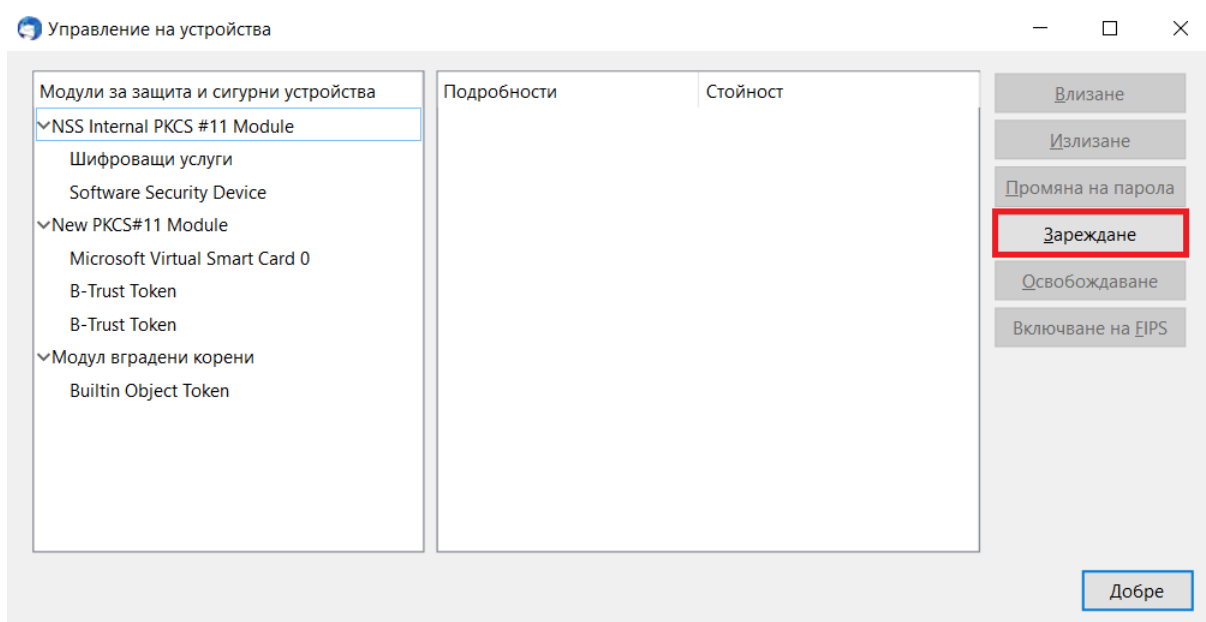 Управление на устройства
Модули за защита и сигурни устройства
NSS Internal PKCS #11 Module
Шифроващи услуги
Software Security Device
New PKCS#11 Module
Microsoft Virtual Smart Card 0
B-Trust Token
B-Trust Token
Модул вградени корени
Builtin Object Token
Подробности
Стойност
Влизане
Излизане
Промяна на парола
Зареждане
Освобождаване
Включване на FIPS
Добре